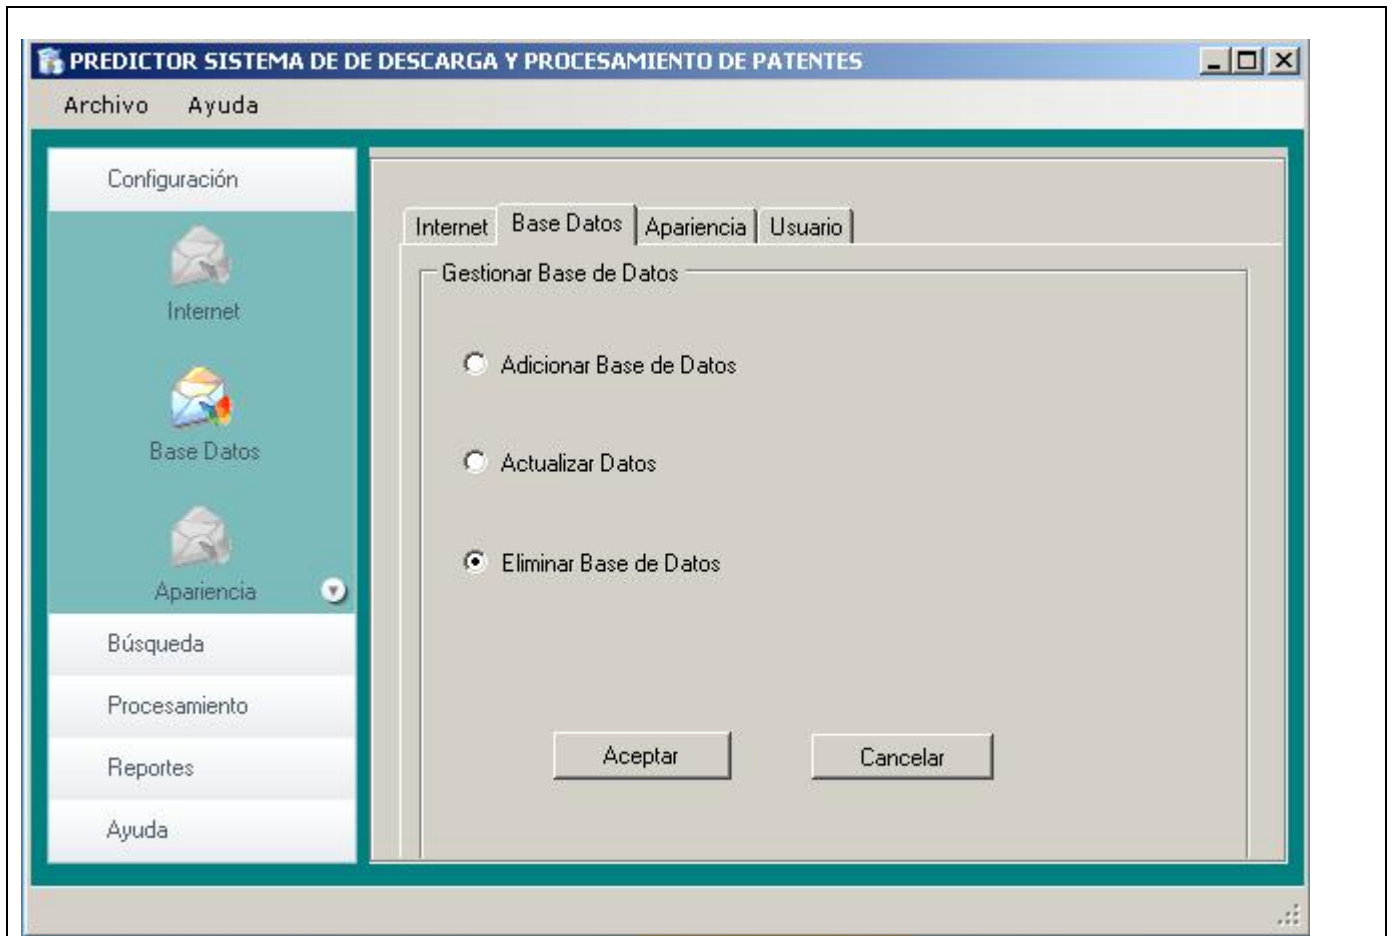 PREDICTOR SISTEMA DE DE DESCARGA Y PROCESAMIENTO DE PATENTES
Archivo Ayuda
Configuración
Internet
Base Datos
Apariencia
Búsqueda
Procesamiento
Reportes
Ayuda
Internet Base Datos Apariencia Usuario
Gestionar Base de Datos
Adicionar Base de Datos
Actualizar Datos
Eliminar Base de Datos
Aceptar Cancelar